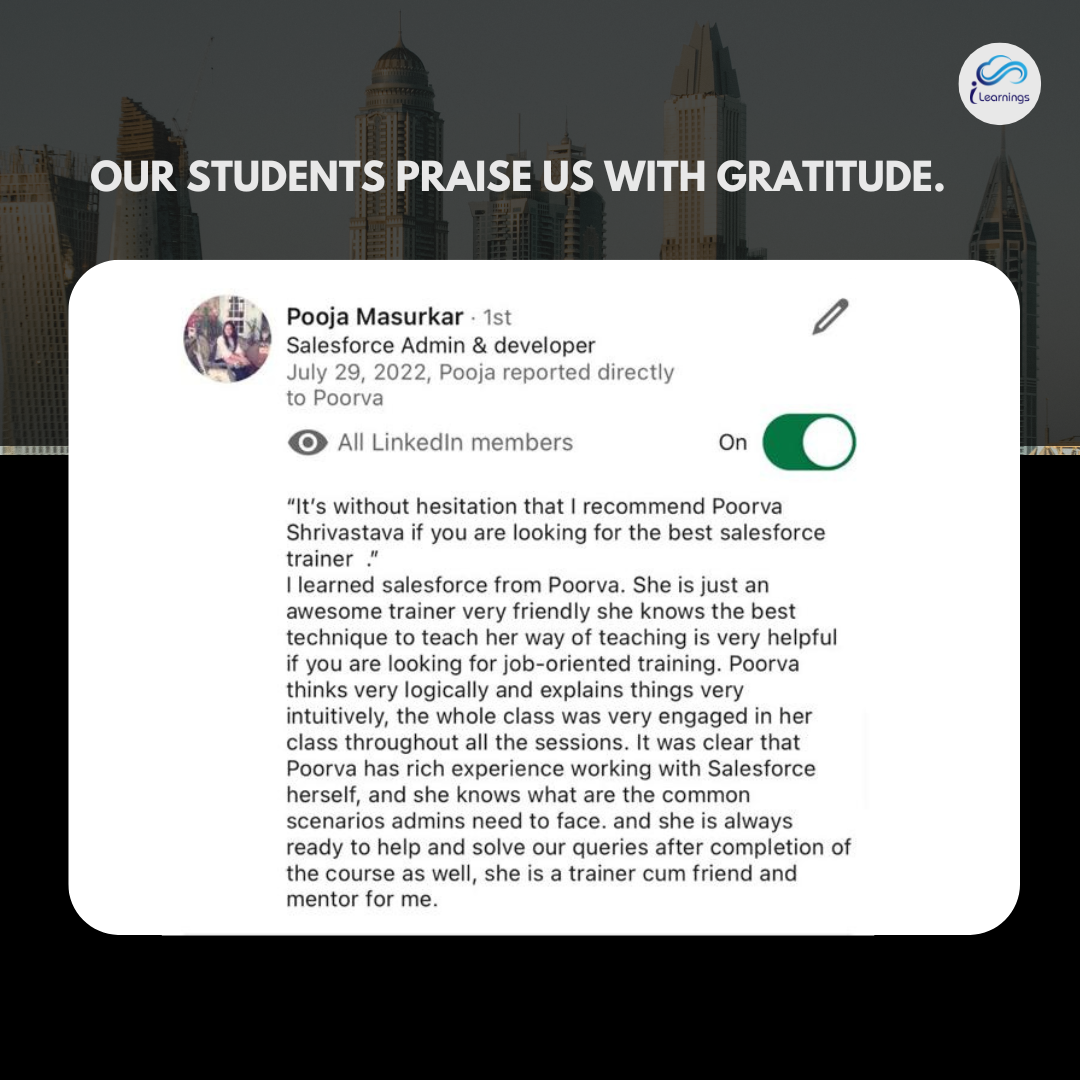 i Learnings
OUR STUDENTS PRAISE US WITH GRATITUDE.
Pooja Masurkar · 1st
Salesforce Admin & developer
July 29, 2022, Pooja reported directly
to Poorva
All LinkedIn members
On
“It’s without hesitation that I recommend Poorva
Shrivastava if you are looking for the best salesforce
trainer  .”
I learned salesforce from Poorva. She is just an
awesome trainer very friendly she knows the best
technique to teach her way of teaching is very helpful
if you are looking for job-oriented training. Poorva
thinks very logically and explains things very
intuitively, the whole class was very engaged in her
class throughout all the sessions. It was clear that
Poorva has rich experience working with Salesforce
herself, and she knows what are the common
scenarios admins need to face. and she is always
ready to help and solve our queries after completion of
the course as well, she is a trainer cum friend and
mentor for me.